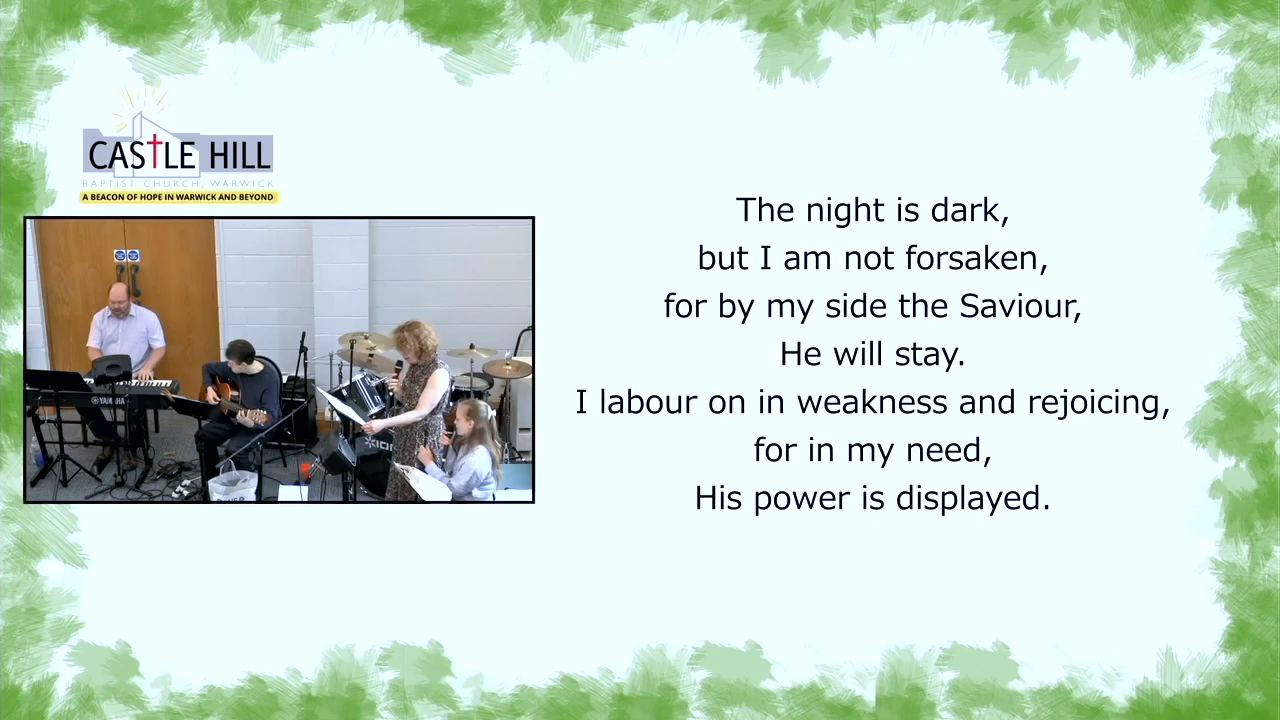 CASTLE HILL
BAPTIST CHURCH, WARWICK
A BEACON OF HOPE IN WARWICK AND BEYOND
YAMAHA
The night is dark,
but I am not forsaken,
for by my side the Saviour,
He will stay.
I labour on in weakness and rejoicing,
for in my need,
His power is displayed.